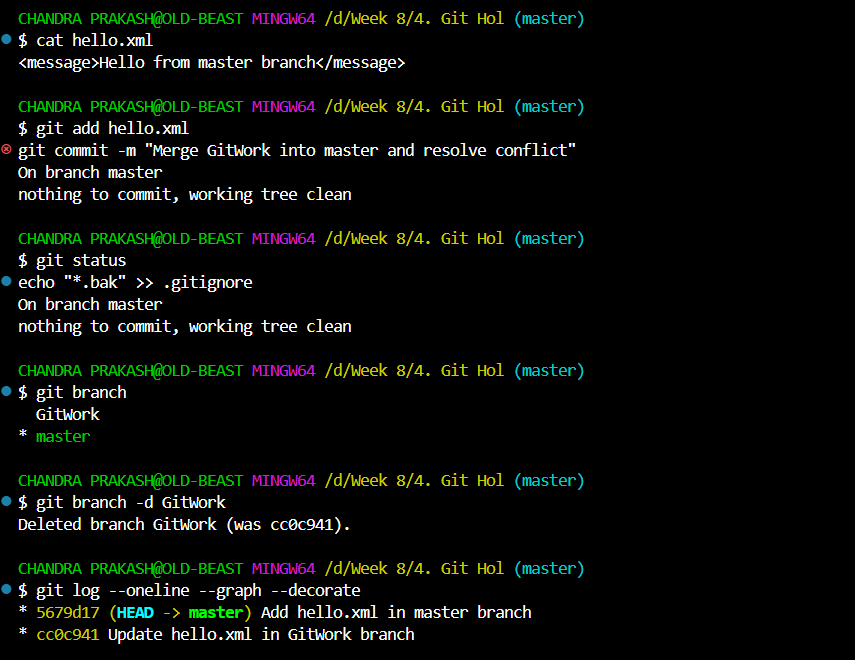 CHANDRA PRAKASH@OLD-BEAST MINGW64 /d/Week 8/4. Git Hol (master)
$ cat hello.xml
<message>Hello from master branch</message>
CHANDRA PRAKASH@OLD-BEAST MINGW64 /d/Week 8/4. Git Hol (master)
$ git add hello.xml
git commit -m "Merge GitWork into master and resolve conflict"
On branch master
nothing to commit, working tree clean
CHANDRA PRAKASH@OLD-BEAST MINGW64 /d/Week 8/4. Git Hol (master)
$ git status
echo "*.bak" >> .gitignore
On branch master
nothing to commit, working tree clean
CHANDRA PRAKASH@OLD-BEAST MINGW64 /d/Week 8/4. Git Hol (master)
$ git branch
  GitWork
* master
CHANDRA PRAKASH@OLD-BEAST MINGW64 /d/Week 8/4. Git Hol (master)
$ git branch -d GitWork
Deleted branch GitWork (was cc0c941).
CHANDRA PRAKASH@OLD-BEAST MINGW64 /d/Week 8/4. Git Hol (master)
$ git log --oneline --graph --decorate
* 5679d17 (HEAD -> master) Add hello.xml in master branch
* cc0c941 Update hello.xml in GitWork branch